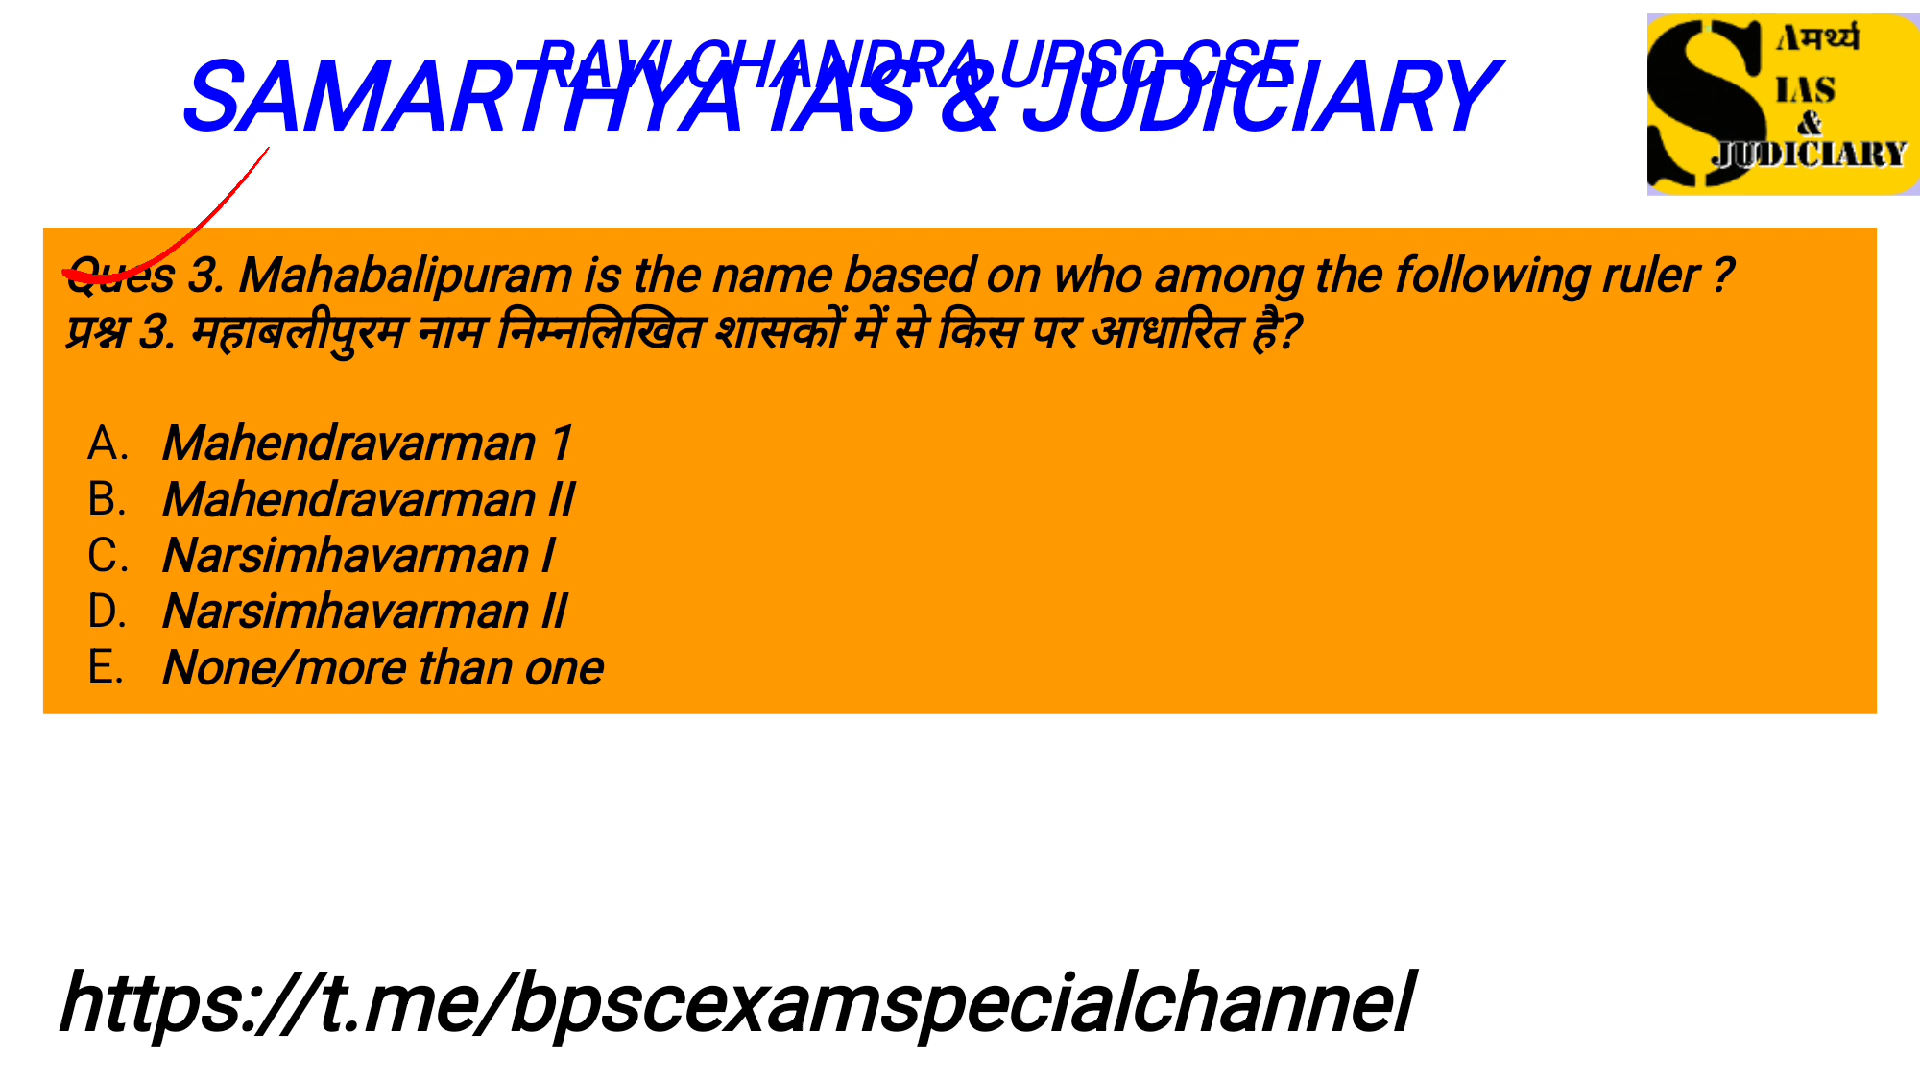 RAVI CHANDRA UPSC CSE
SAMARTHYA IAS & JUDICIARY
Sामर्थ्य
IAS
&
JUDICIARY
Ques 3. Mahabalipuram is the name based on who among the following ruler ?
प्रश्न 3. महाबलीपुरम नाम निम्नलिखित शासकों में से किस पर आधारित है?
A. Mahendravarman 1
B. Mahendravarman II
C. Narsimhavarman I
D. Narsimhavarman II
E. None/more than one
https://t.me/bpscexamspecialchannel